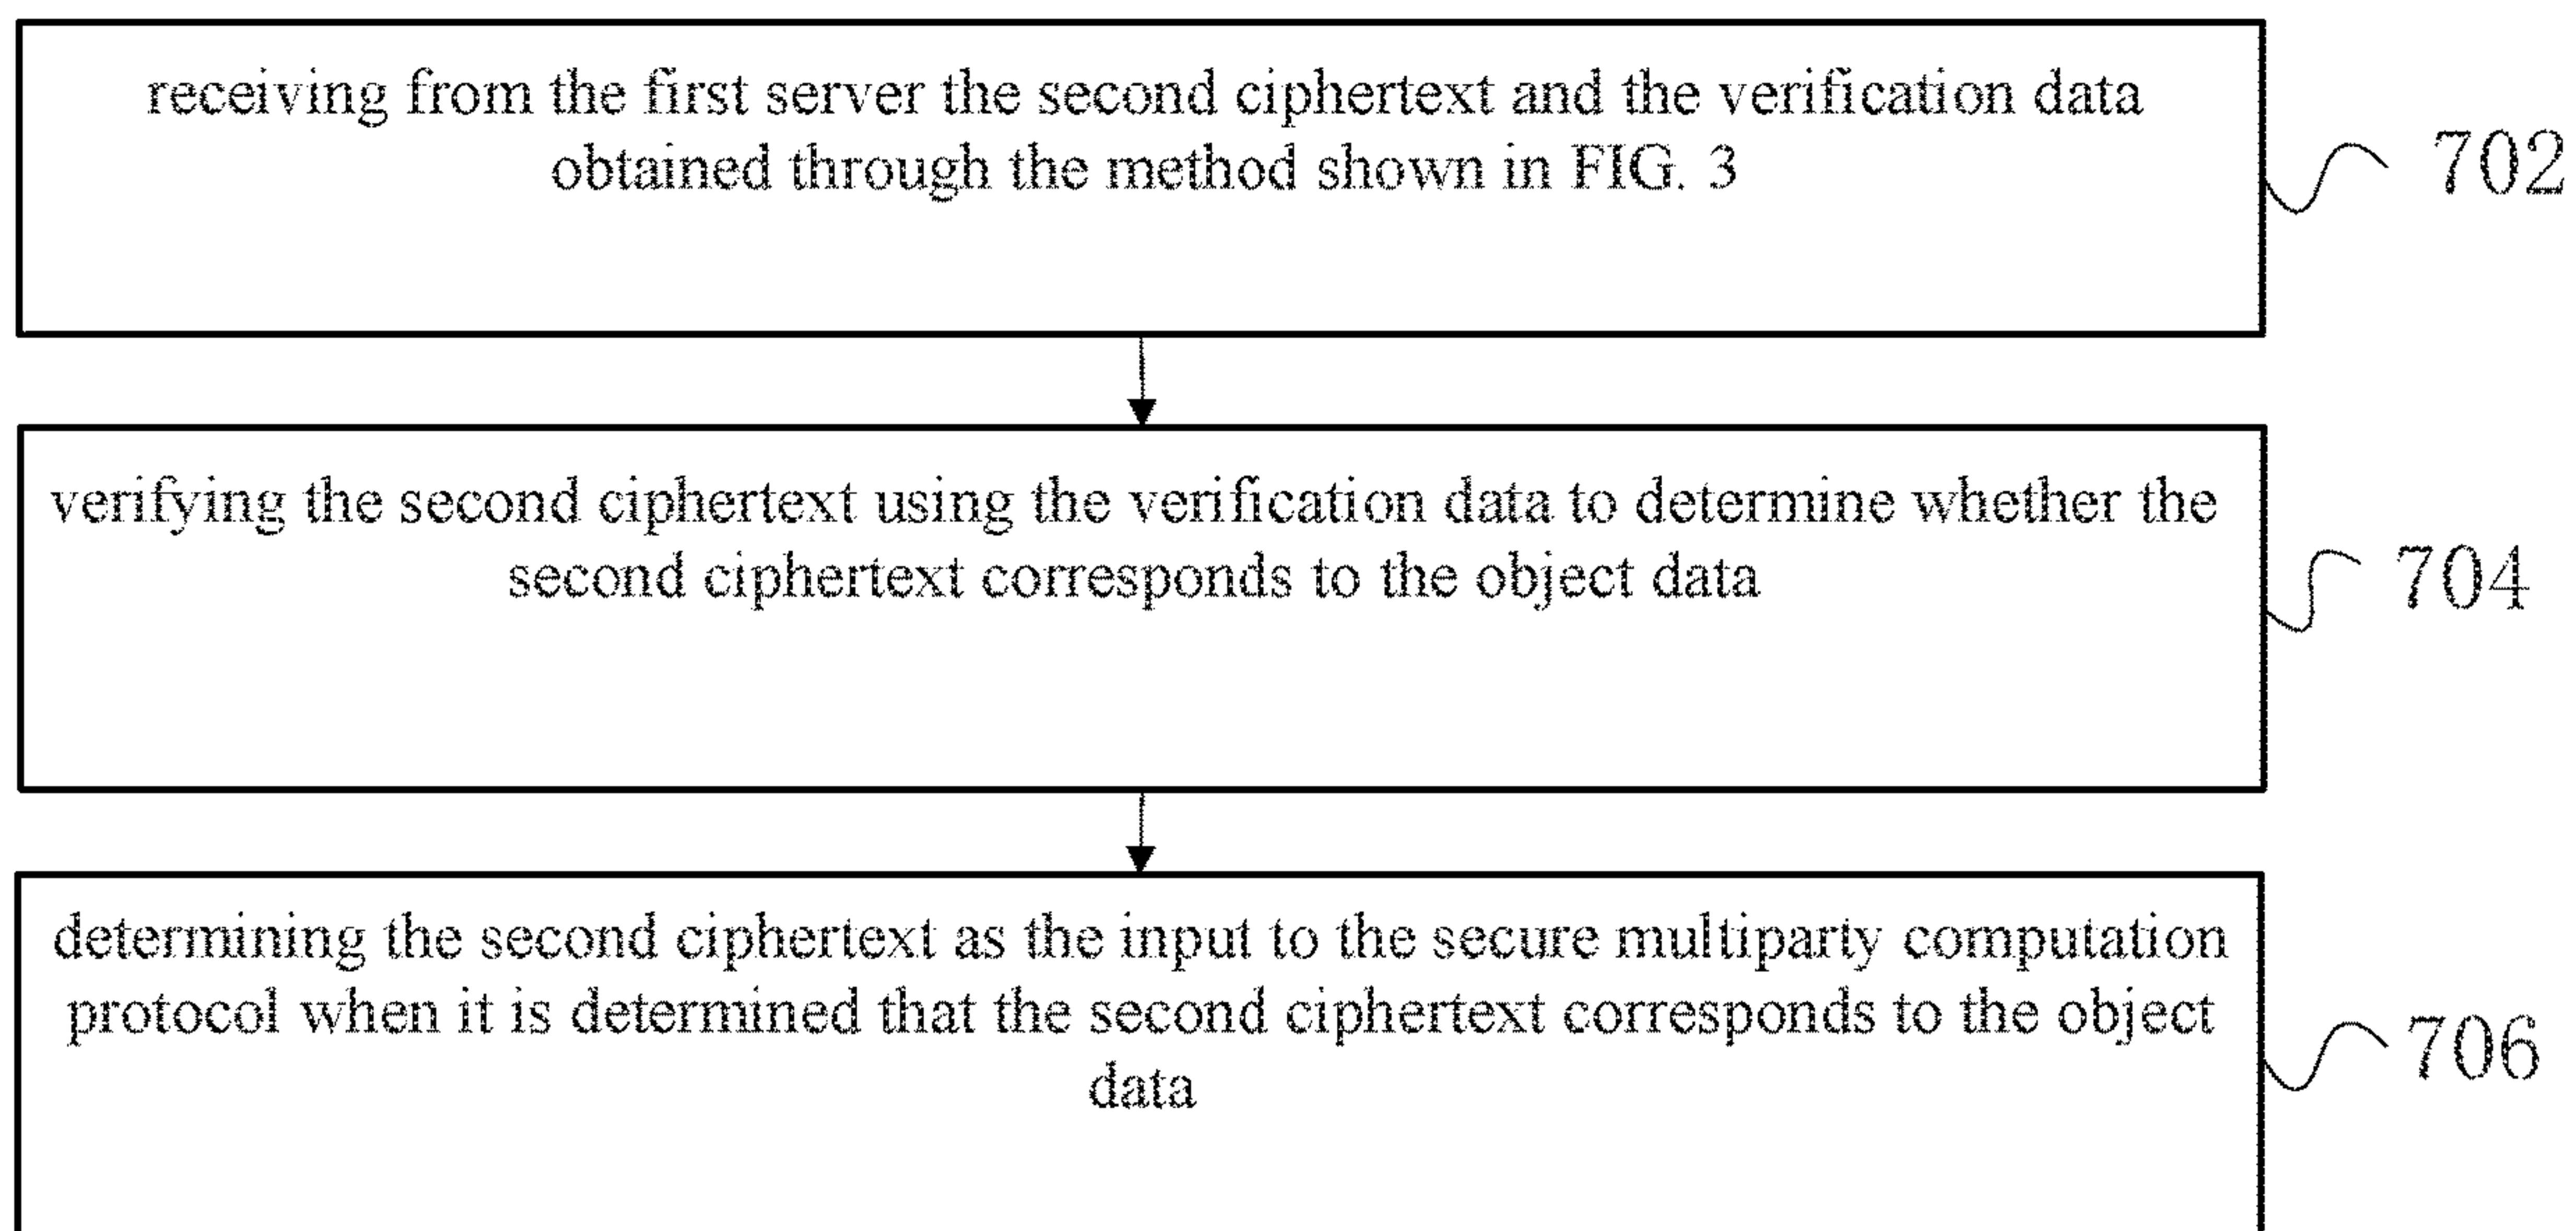 receiving from the first server the second ciphertext and the verification data
obtained through the method shown in FIG. 3
702
verifying the second ciphertext using the verification data to determine whether the
second ciphertext corresponds to the object data
704
determining the second ciphertext as the input to the secure multiparty computation
protocol when it is determined that the second ciphertext corresponds to the object
data
706